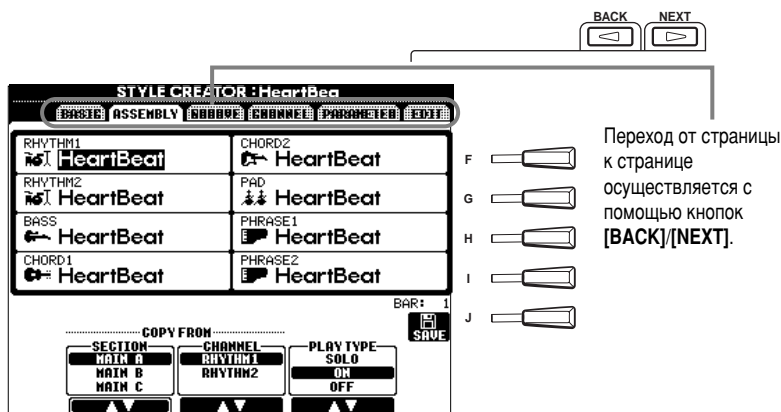 BACK NEXT
STYLE CREATOR : HeartBea
BASIC ASSEMBLY GROOVE CHANNEL PARAMETER EDIT
RHYTHM1
HeartBeat
CHORD2
HeartBeat
RHYTHM2
HeartBeat
PAD
HeartBeat
BASS
HeartBeat
PHRASE1
HeartBeat
CHORD1
HeartBeat
PHRASE2
HeartBeat
F
G
H
I
J
Переход от страницы
к странице
осуществляется с
помощью кнопок
[BACK]/[NEXT].
BAR: 1
SAVE
COPY FROM
SECTION
MAIN A
MAIN B
MAIN C
CHANNEL
RHYTHM1
RHYTHM2
PLAY TYPE
SOLO
ON
OFF